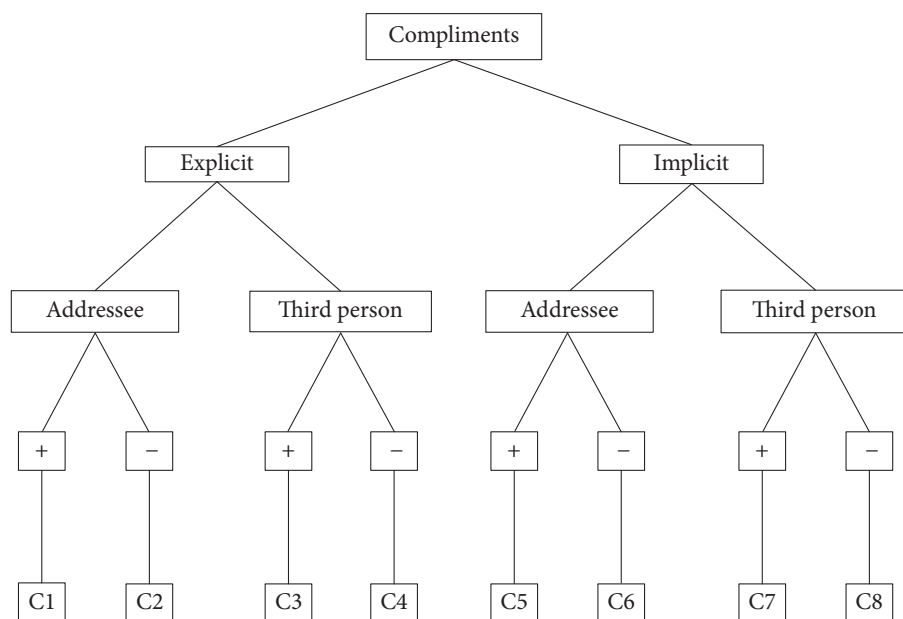 Compliments
Explicit
Implicit
Addressee
Third person
Addressee
Third person
+
−
+
−
+
−
+
−
C1
C2
C3
C4
C5
C6
C7
C8